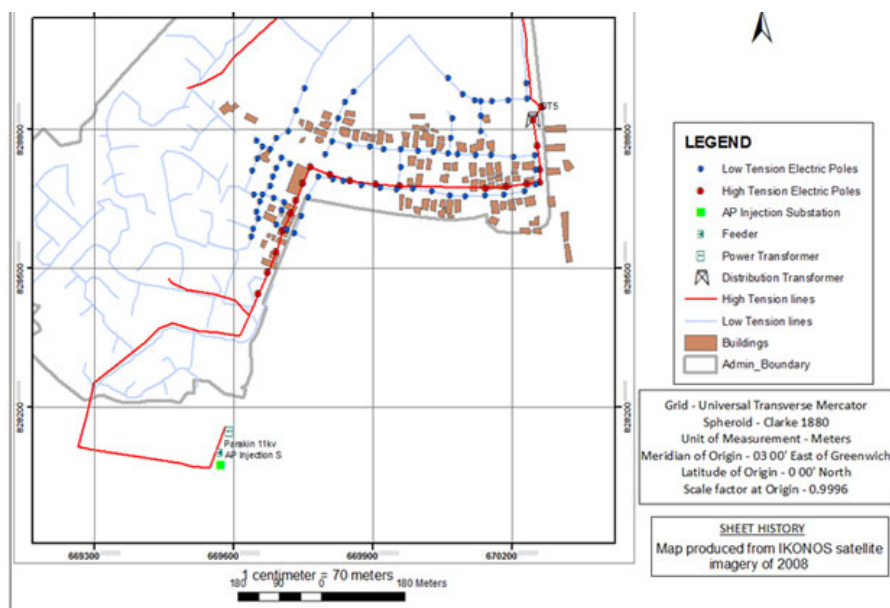 DT5
828800
828500
828200
Parakin 11kv
AP Injection S
669300
669600
669900
670200
1 centimeter = 70 meters
180 90 0 180 Meters
LEGEND
Low Tension Electric Poles
High Tension Electric Poles
AP Injection Substation
Feeder
Power Transformer
Distribution Transformer
High Tension lines
Low Tension lines
Buildings
Admin_Boundary
Grid - Universal Transverse Mercator
Spheroid - Clarke 1880
Unit of Measurement - Meters
Meridian of Origin - 03 00' East of Greenwich
Latitude of Origin - 0 00' North
Scale factor at Origin - 0.9996
SHEET HISTORY
Map produced from IKONOS satellite
imagery of 2008